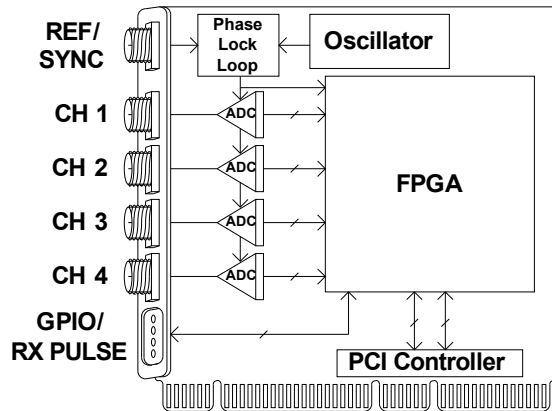 REF/
SYNC
Phase
Lock
Loop
Oscillator
CH 1
ADC
CH 2
ADC
FPGA
CH 3
ADC
CH 4
ADC
GPIO/
RX PULSE
PCI Controller